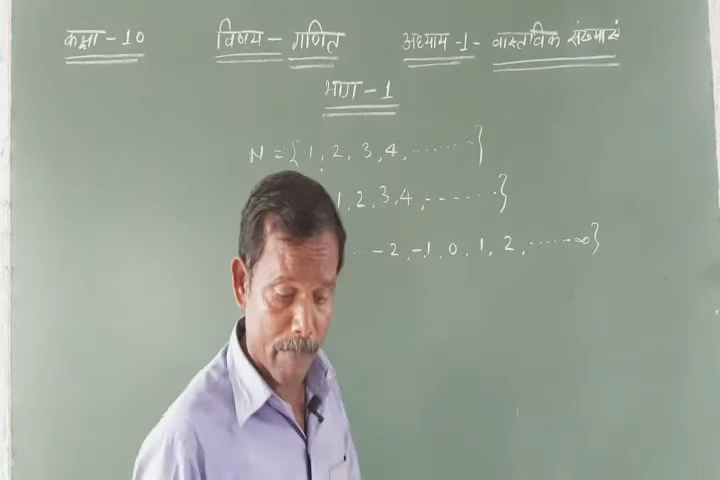 कक्षा - 10 विषय - गणित अध्याय - 1 - वास्तविक संख्याएं
भाग - 1
N = { 1, 2, 3, 4, ........ }
1, 2, 3, 4, ------- }
.. -2, -1, 0, 1, 2, ...... ∞ }